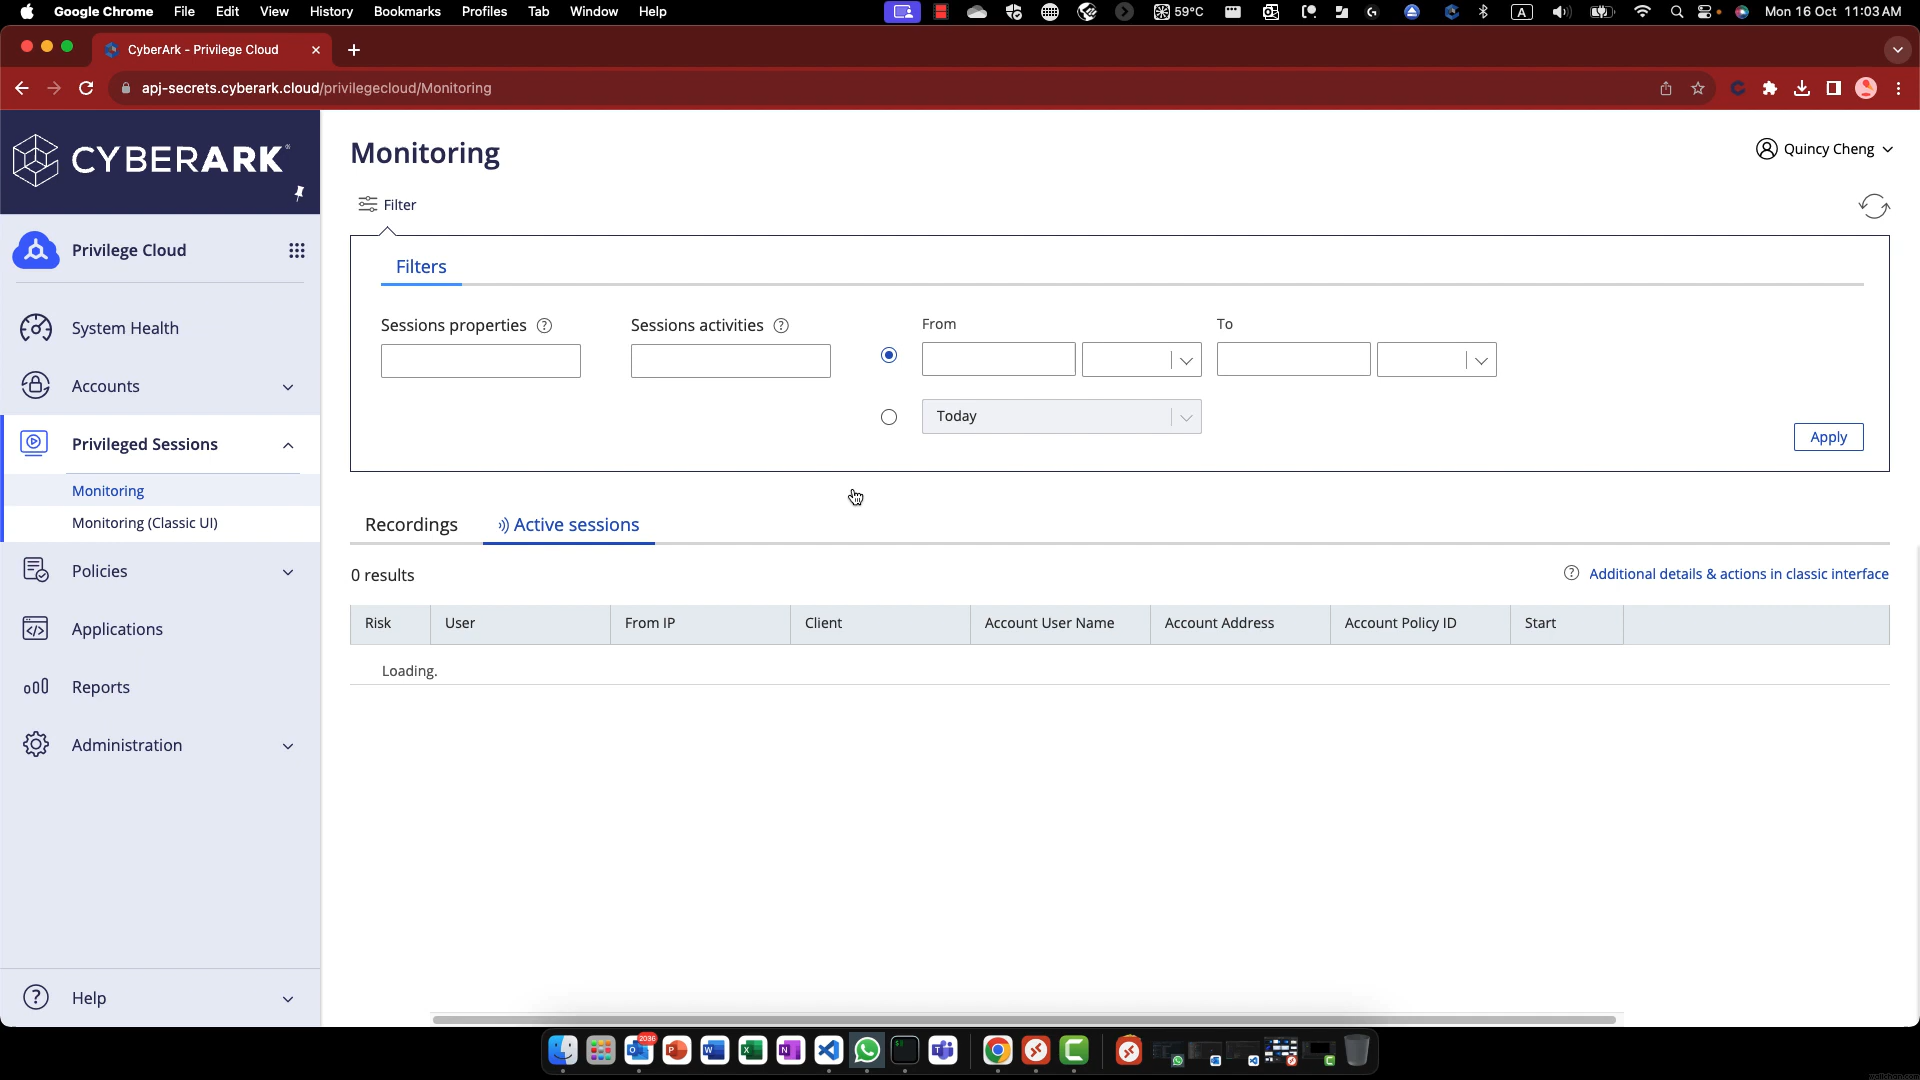 Google Chrome File Edit View History Bookmarks Profiles Tab Window Help 59°C A Mon 16 Oct 11:03 AM
CyberArk - Privilege Cloud
apj-secrets.cyberark.cloud/privilegecloud/Monitoring
CYBERARK
Monitoring
Quincy Cheng
Filter
Privilege Cloud
Filters
System Health
Sessions properties ?
Sessions activities ?
From
To
Accounts
Today
Apply
Privileged Sessions
Monitoring
Monitoring (Classic UI)
Recordings
Active sessions
Policies
0 results
? Additional details & actions in classic interface
Risk User From IP Client Account User Name Account Address Account Policy ID Start
Applications
Loading.
Reports
Administration
? Help
2036